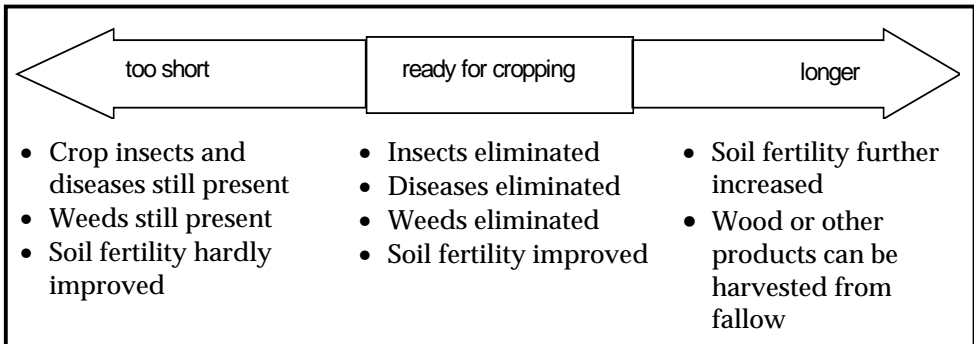 too short
ready for cropping
longer
• Crop insects and
diseases still present
• Weeds still present
• Soil fertility hardly
improved
• Insects eliminated
• Diseases eliminated
• Weeds eliminated
• Soil fertility improved
• Soil fertility further
increased
• Wood or other
products can be
harvested from
fallow